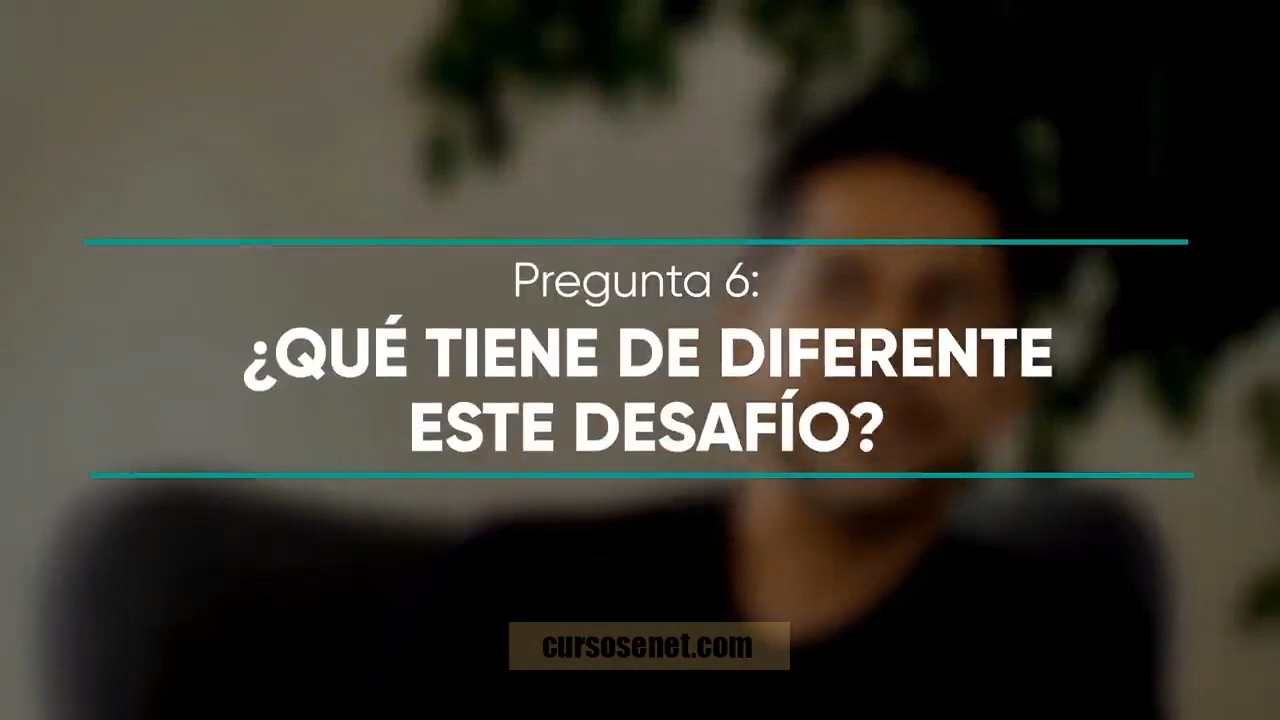 Pregunta 6:
¿QUÉ TIENE DE DIFERENTE
ESTE DESAFÍO?
cursosenet.com